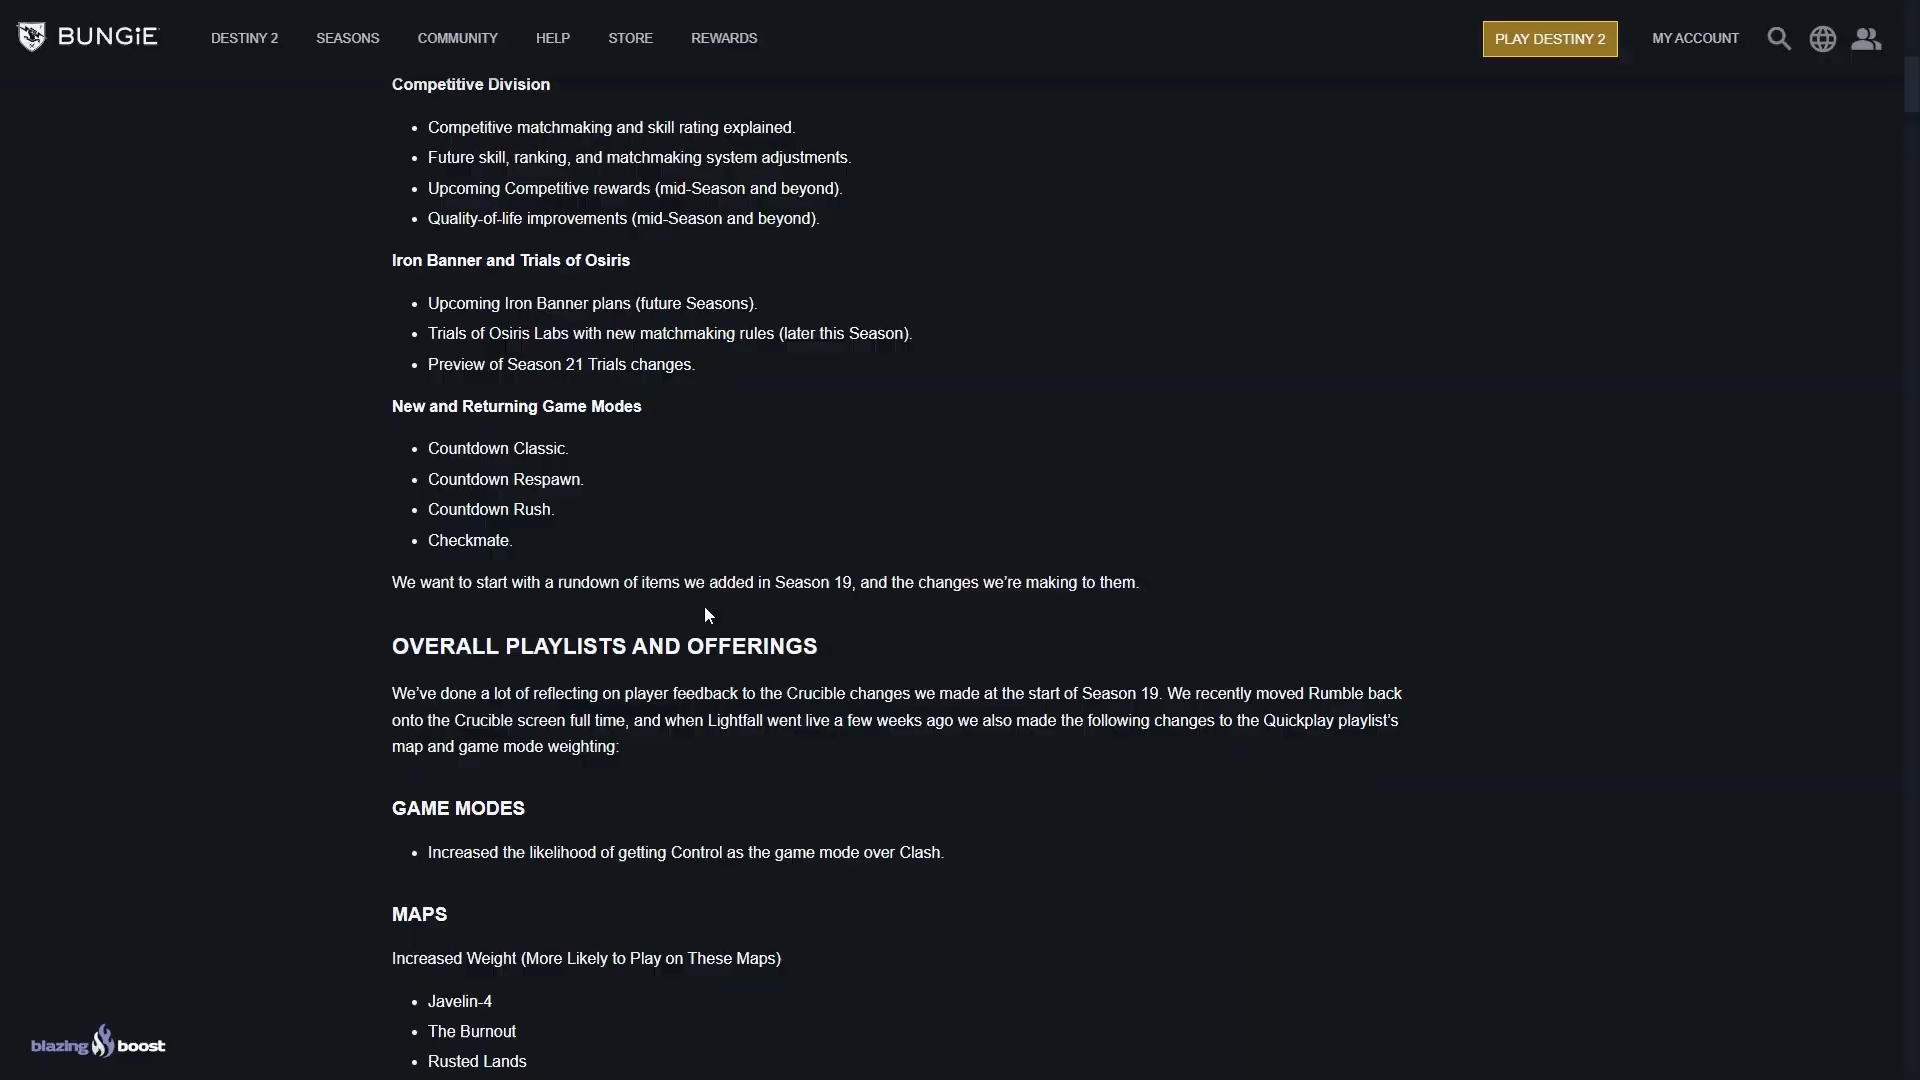 BUNGiE
DESTINY 2 SEASONS COMMUNITY HELP STORE REWARDS PLAY DESTINY 2 MY ACCOUNT
Competitive Division
• Competitive matchmaking and skill rating explained.
• Future skill, ranking, and matchmaking system adjustments.
• Upcoming Competitive rewards (mid-Season and beyond).
• Quality-of-life improvements (mid-Season and beyond).
Iron Banner and Trials of Osiris
• Upcoming Iron Banner plans (future Seasons).
• Trials of Osiris Labs with new matchmaking rules (later this Season).
• Preview of Season 21 Trials changes.
New and Returning Game Modes
• Countdown Classic.
• Countdown Respawn.
• Countdown Rush.
• Checkmate.
We want to start with a rundown of items we added in Season 19, and the changes we’re making to them.
OVERALL PLAYLISTS AND OFFERINGS
We’ve done a lot of reflecting on player feedback to the Crucible changes we made at the start of Season 19. We recently moved Rumble back
onto the Crucible screen full time, and when Lightfall went live a few weeks ago we also made the following changes to the Quickplay playlist’s
map and game mode weighting:
GAME MODES
• Increased the likelihood of getting Control as the game mode over Clash.
MAPS
Increased Weight (More Likely to Play on These Maps)
• Javelin-4
• The Burnout
• Rusted Lands
blazing boost